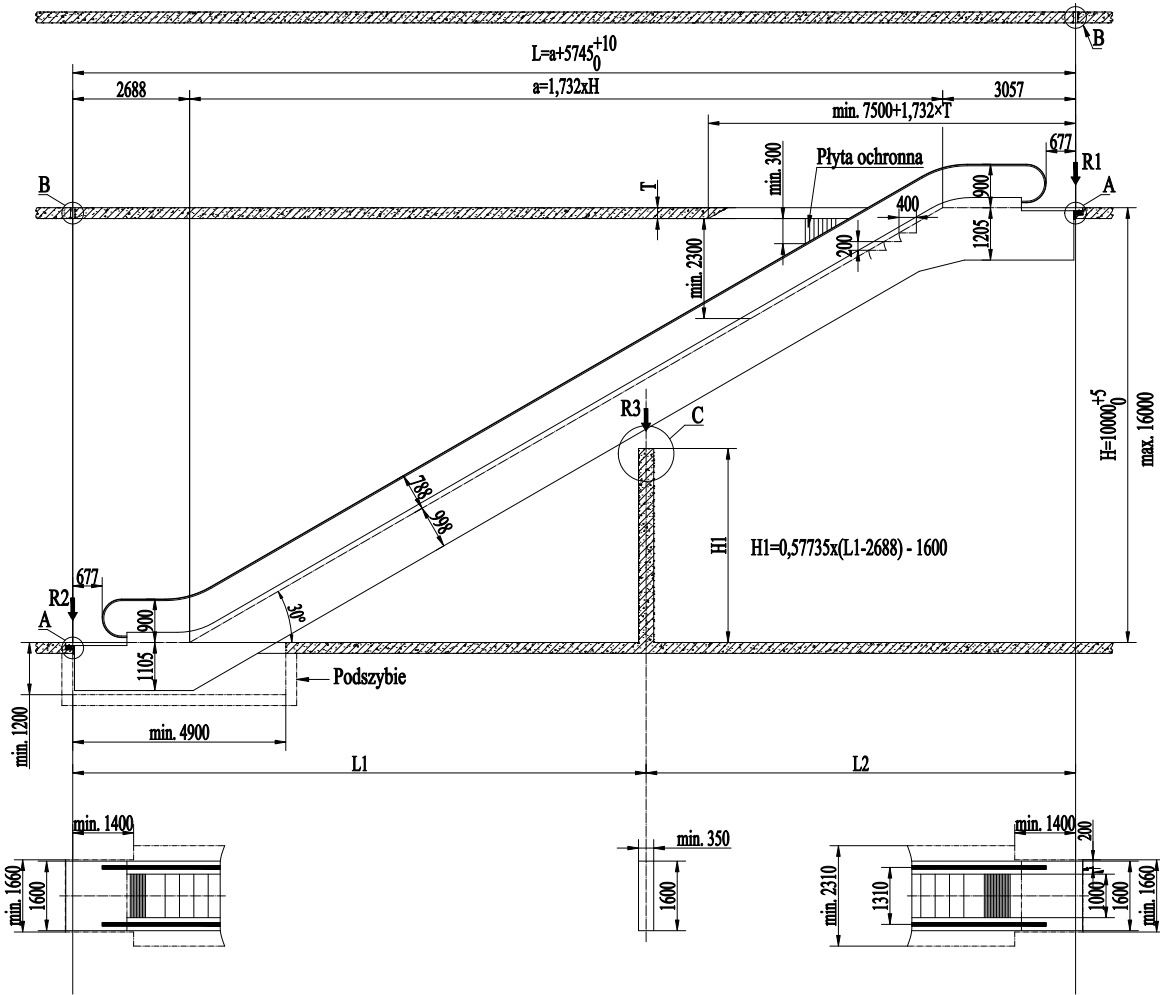 B
L=a+5745 +10 0
2688
a=1,732xH
3057
min. 7500+1,732×T
677
R1
min. 300
Płyta ochronna
B
T
900
A
400
min. 2300
200
1205
R3
C
H=10000 +5 0
max. 16000
788
998
H1
H1=0,57735x(L1-2688) - 1600
677
R2
A
900
30°
1105
Podszybie
min. 1200
min. 4900
L1
L2
min. 1400
min. 350
min. 1400
200
min. 1660
1600
1600
min. 2310
1310
1000
1600
min. 1660